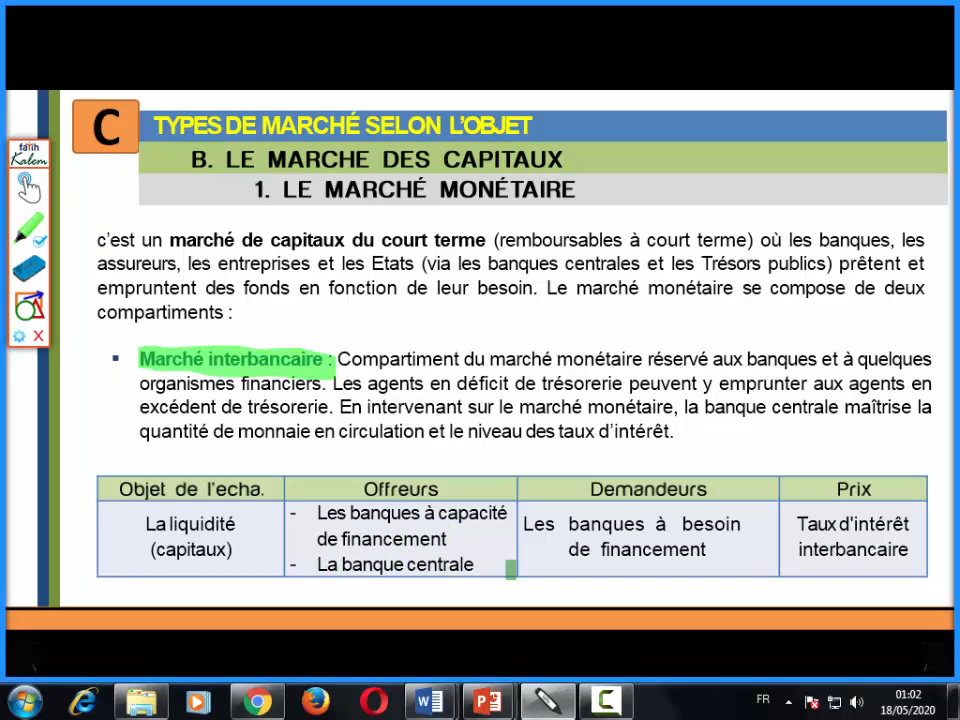 C
TYPES DE MARCHÉ SELON L'OBJET
B. LE MARCHE DES CAPITAUX
1. LE MARCHÉ MONÉTAIRE
fatih
Kalem
c'est un marché de capitaux du court terme (remboursables à court terme) où les banques, les
assureurs, les entreprises et les Etats (via les banques centrales et les Trésors publics) prêtent et
empruntent des fonds en fonction de leur besoin. Le marché monétaire se compose de deux
compartiments :
▪ Marché interbancaire : Compartiment du marché monétaire réservé aux banques et à quelques
organismes financiers. Les agents en déficit de trésorerie peuvent y emprunter aux agents en
excédent de trésorerie. En intervenant sur le marché monétaire, la banque centrale maîtrise la
quantité de monnaie en circulation et le niveau des taux d'intérêt.
Objet de l'echa. Offreurs Demandeurs Prix
La liquidité
(capitaux)
- Les banques à capacité
de financement
- La banque centrale
Les banques à besoin
de financement
Taux d'intérêt
interbancaire
FR
01:02
18/05/2020